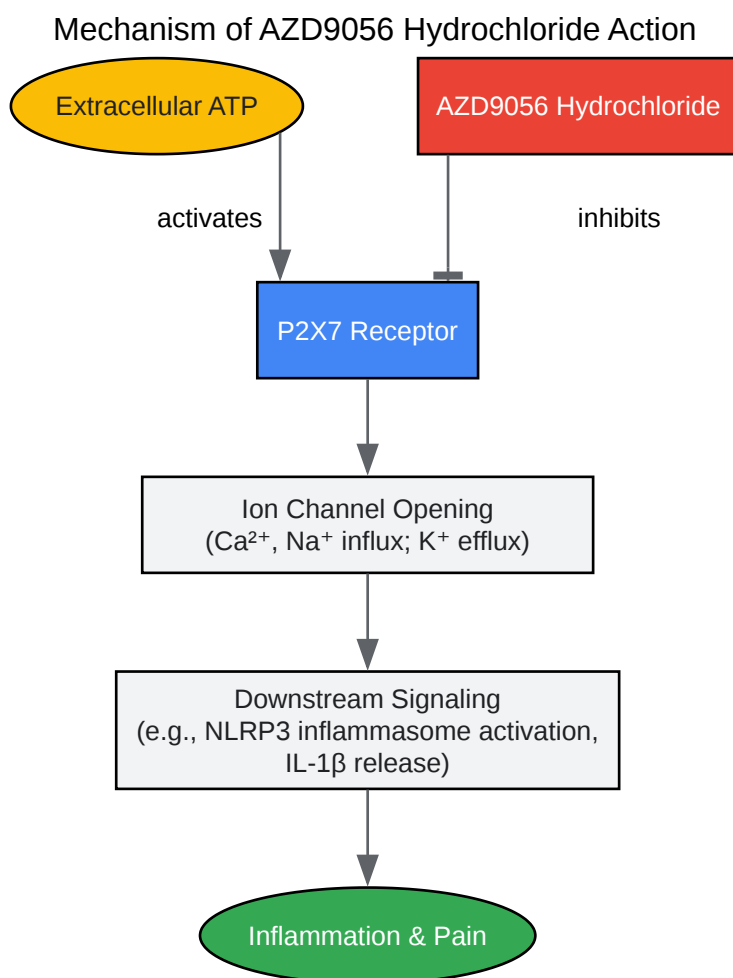 Mechanism of AZD9056 Hydrochloride Action
Extracellular ATP
AZD9056 Hydrochloride
activates
inhibits
P2X7 Receptor
Ion Channel Opening
(Ca²⁺, Na⁺ influx; K⁺ efflux)
Downstream Signaling
(e.g., NLRP3 inflammasome activation,
IL-1β release)
Inflammation & Pain